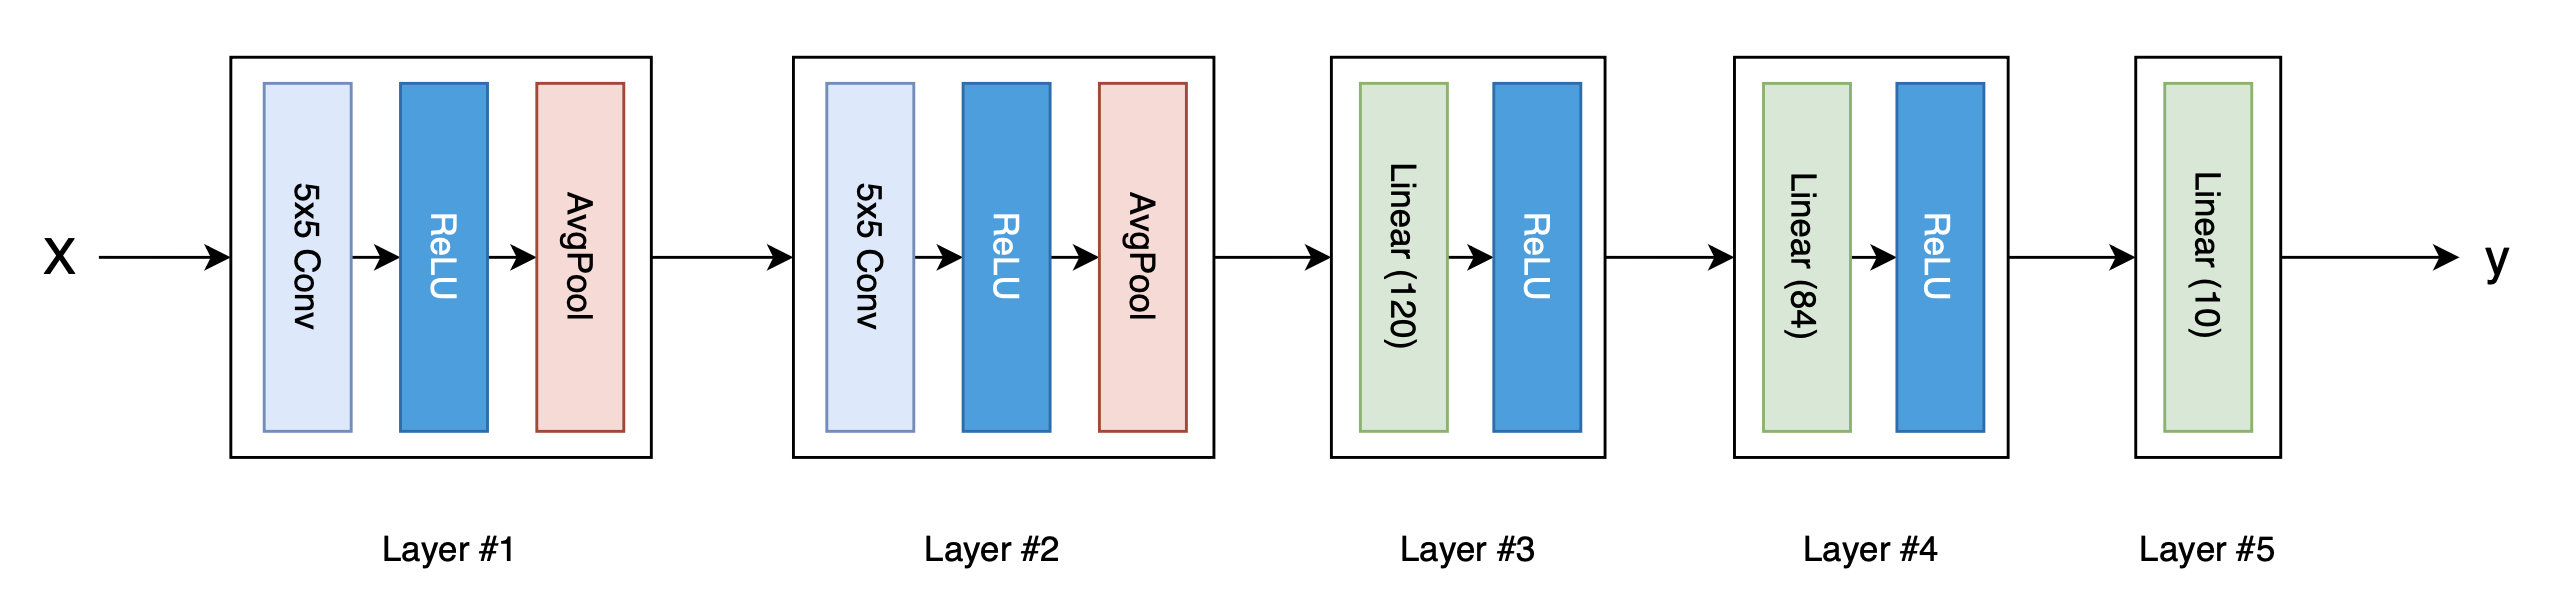 X
5x5 Conv
ReLU
AvgPool
Layer #1
5x5 Conv
ReLU
AvgPool
Layer #2
Linear (120)
ReLU
Layer #3
Linear (84)
ReLU
Layer #4
Linear (10)
Layer #5
y